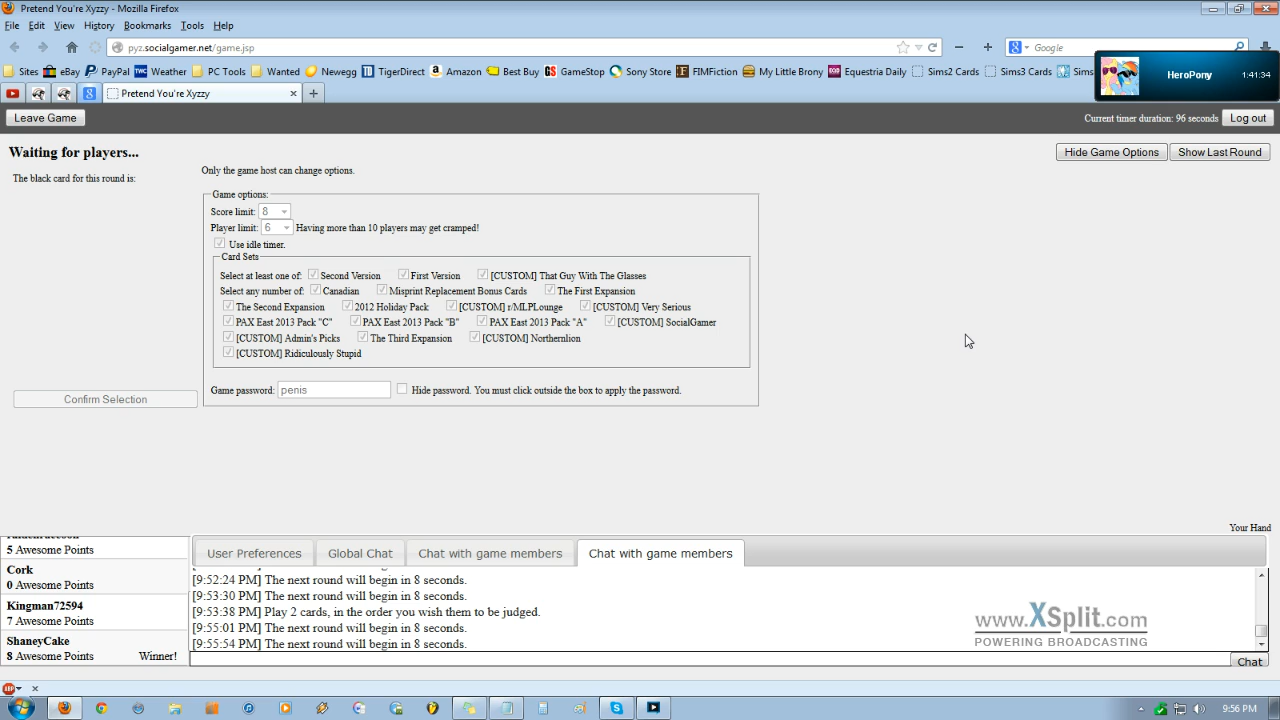 Pretend You're Xyzzy - Mozilla Firefox
File Edit View History Bookmarks Tools Help
pyz.socialgamer.net/game.jsp
Google
Sites eBay PayPal Weather PC Tools Wanted Newegg TigerDirect Amazon Best Buy GameStop Sony Store FIMFiction My Little Brony Equestria Daily Sims2 Cards Sims3 Cards Sims
HeroPony 1:41:34
Pretend You're Xyzzy
Leave Game
Current timer duration: 96 seconds Log out
Waiting for players...
Hide Game Options Show Last Round
The black card for this round is:
Only the game host can change options.
Game options:
Score limit: 8
Player limit: 6 Having more than 10 players may get cramped!
Use idle timer.
Card Sets
Select at least one of: Second Version First Version [CUSTOM] That Guy With The Glasses
Select any number of: Canadian Misprint Replacement Bonus Cards The First Expansion
The Second Expansion 2012 Holiday Pack [CUSTOM] r/MLPLounge [CUSTOM] Very Serious
PAX East 2013 Pack "C" PAX East 2013 Pack "B" PAX East 2013 Pack "A" [CUSTOM] SocialGamer
[CUSTOM] Admin's Picks The Third Expansion [CUSTOM] Northernlion
[CUSTOM] Ridiculously Stupid
Game password: penis Hide password. You must click outside the box to apply the password.
Confirm Selection
Your Hand
5 Awesome Points
Cork
0 Awesome Points
Kingman72594
7 Awesome Points
ShaneyCake
8 Awesome Points Winner!
User Preferences Global Chat Chat with game members Chat with game members
[9:52:24 PM] The next round will begin in 8 seconds.
[9:53:30 PM] The next round will begin in 8 seconds.
[9:53:38 PM] Play 2 cards, in the order you wish them to be judged.
[9:55:01 PM] The next round will begin in 8 seconds.
[9:55:54 PM] The next round will begin in 8 seconds.
www.XSplit.com
POWERING BROADCASTING
Chat
9:56 PM